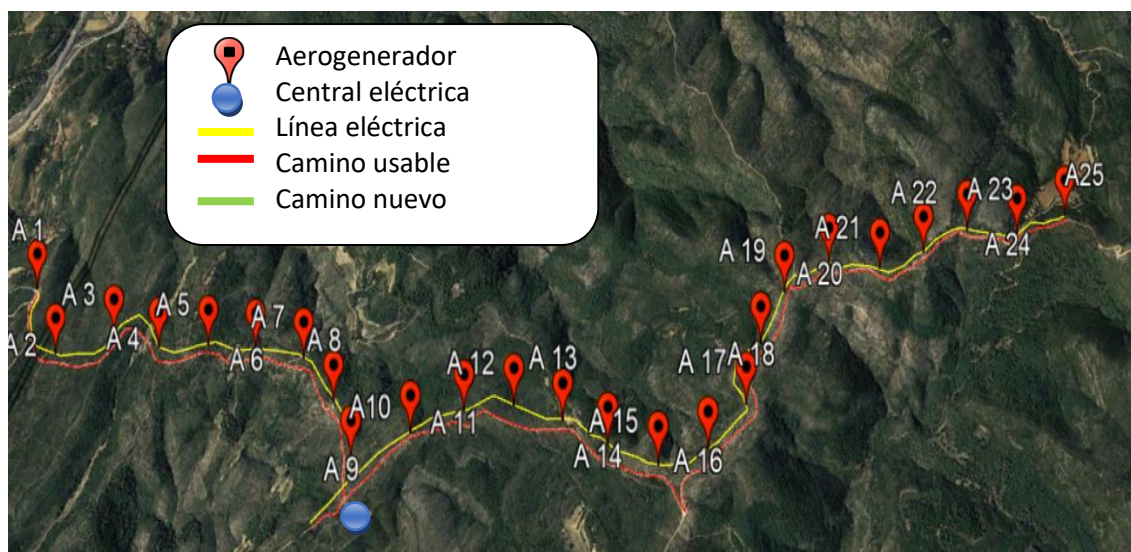 Aerogenerador
Central eléctrica
Línea eléctrica
Camino usable
Camino nuevo
A 1
A 2
A 3
A 4
A 5
A 6
A 7
A 8
A 9
A10
A 11
A 12
A 13
A 14
A 15
A 16
A 17
A 18
A 19
A 20
A 21
A 22
A 23
A 24
A25